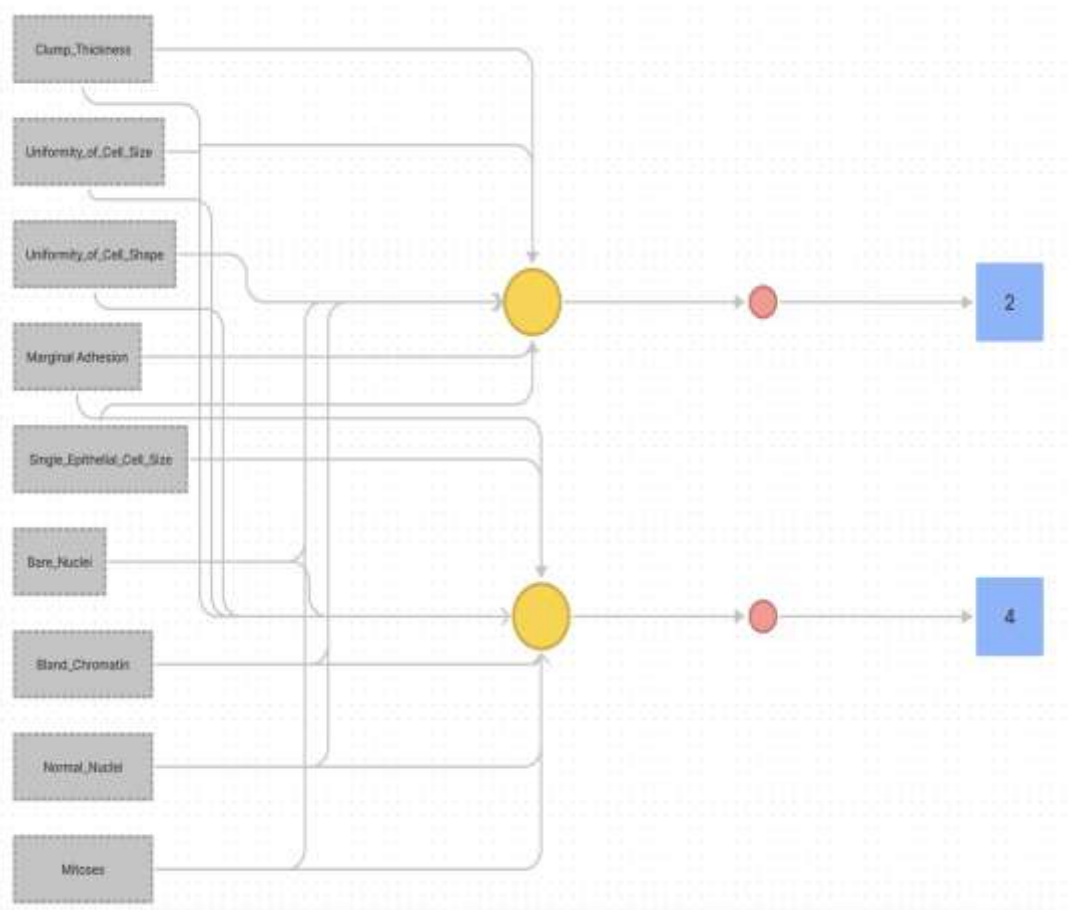 Clump_Thickness
Uniformity_of_Cell_Size
Uniformity_of_Cell_Shape
2
Marginal Adhesion
Single_Epithelial_Cell_Size
Bare_Nuclei
4
Bland_Chromatin
Normal_Nuclei
Mitoses